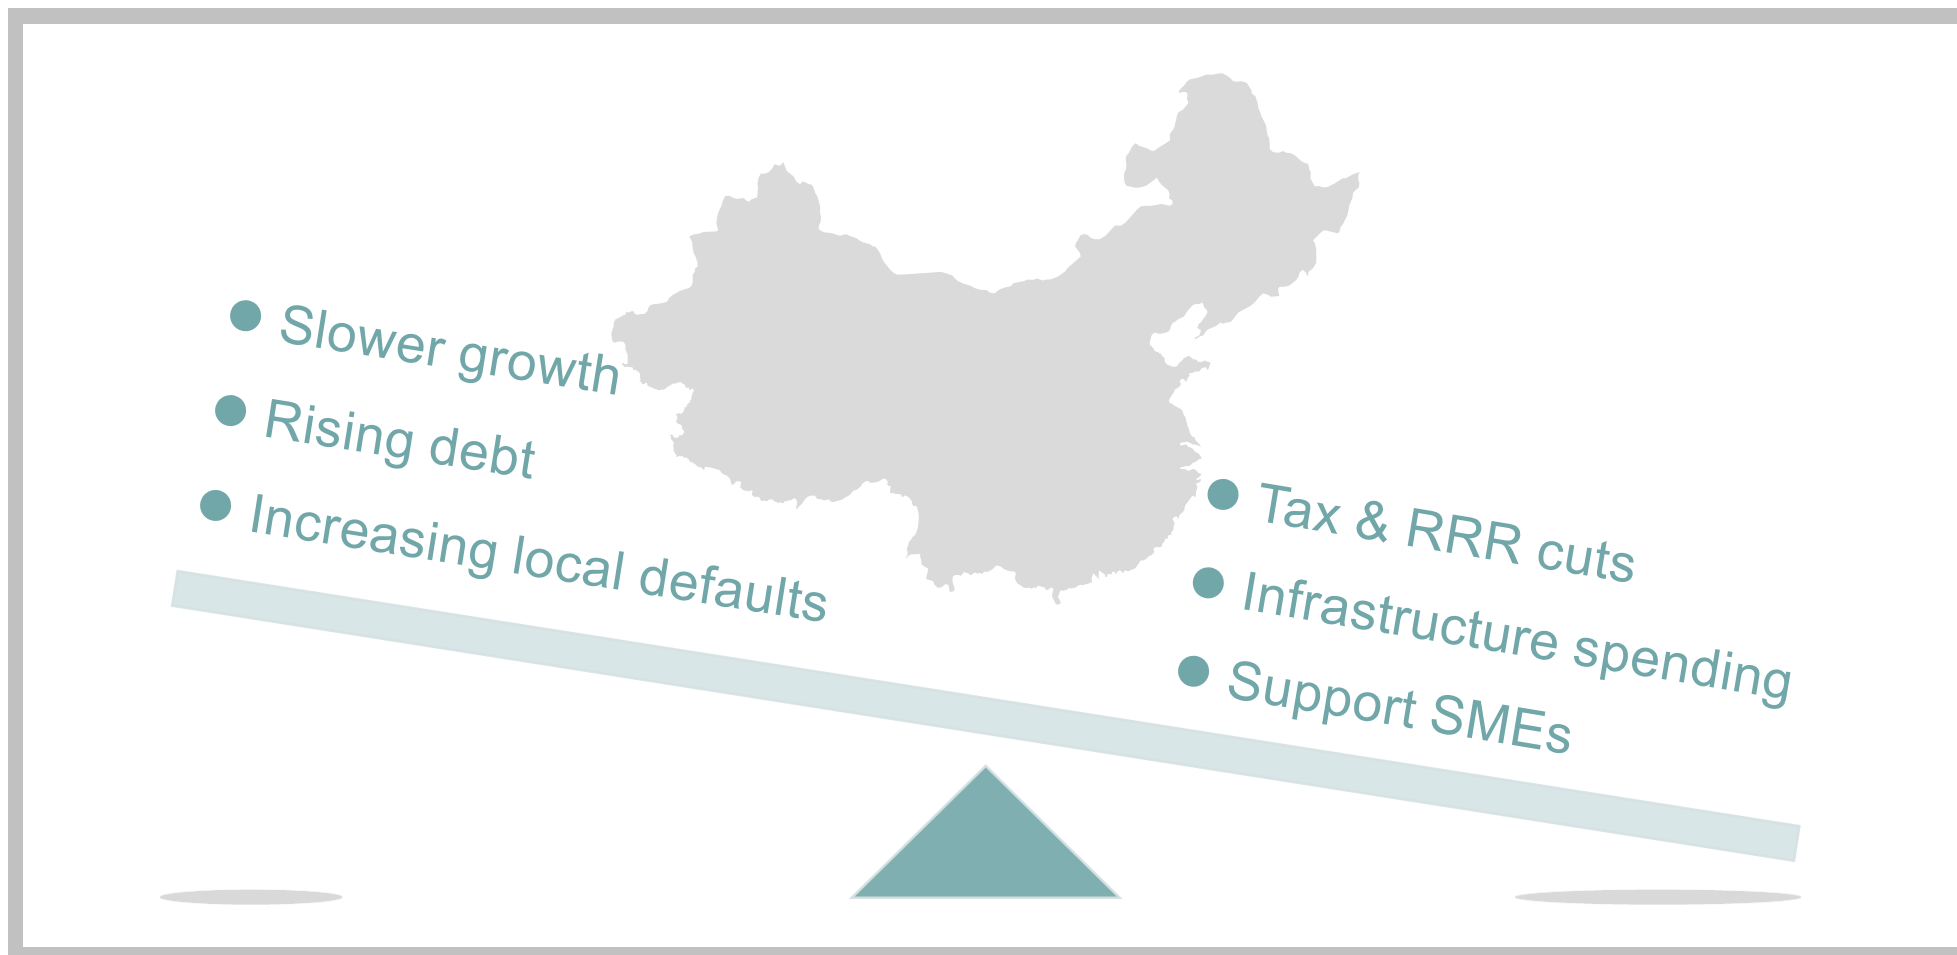 Slower growth
Rising debt
Increasing local defaults
Tax & RRR cuts
Infrastructure spending
Support SMEs